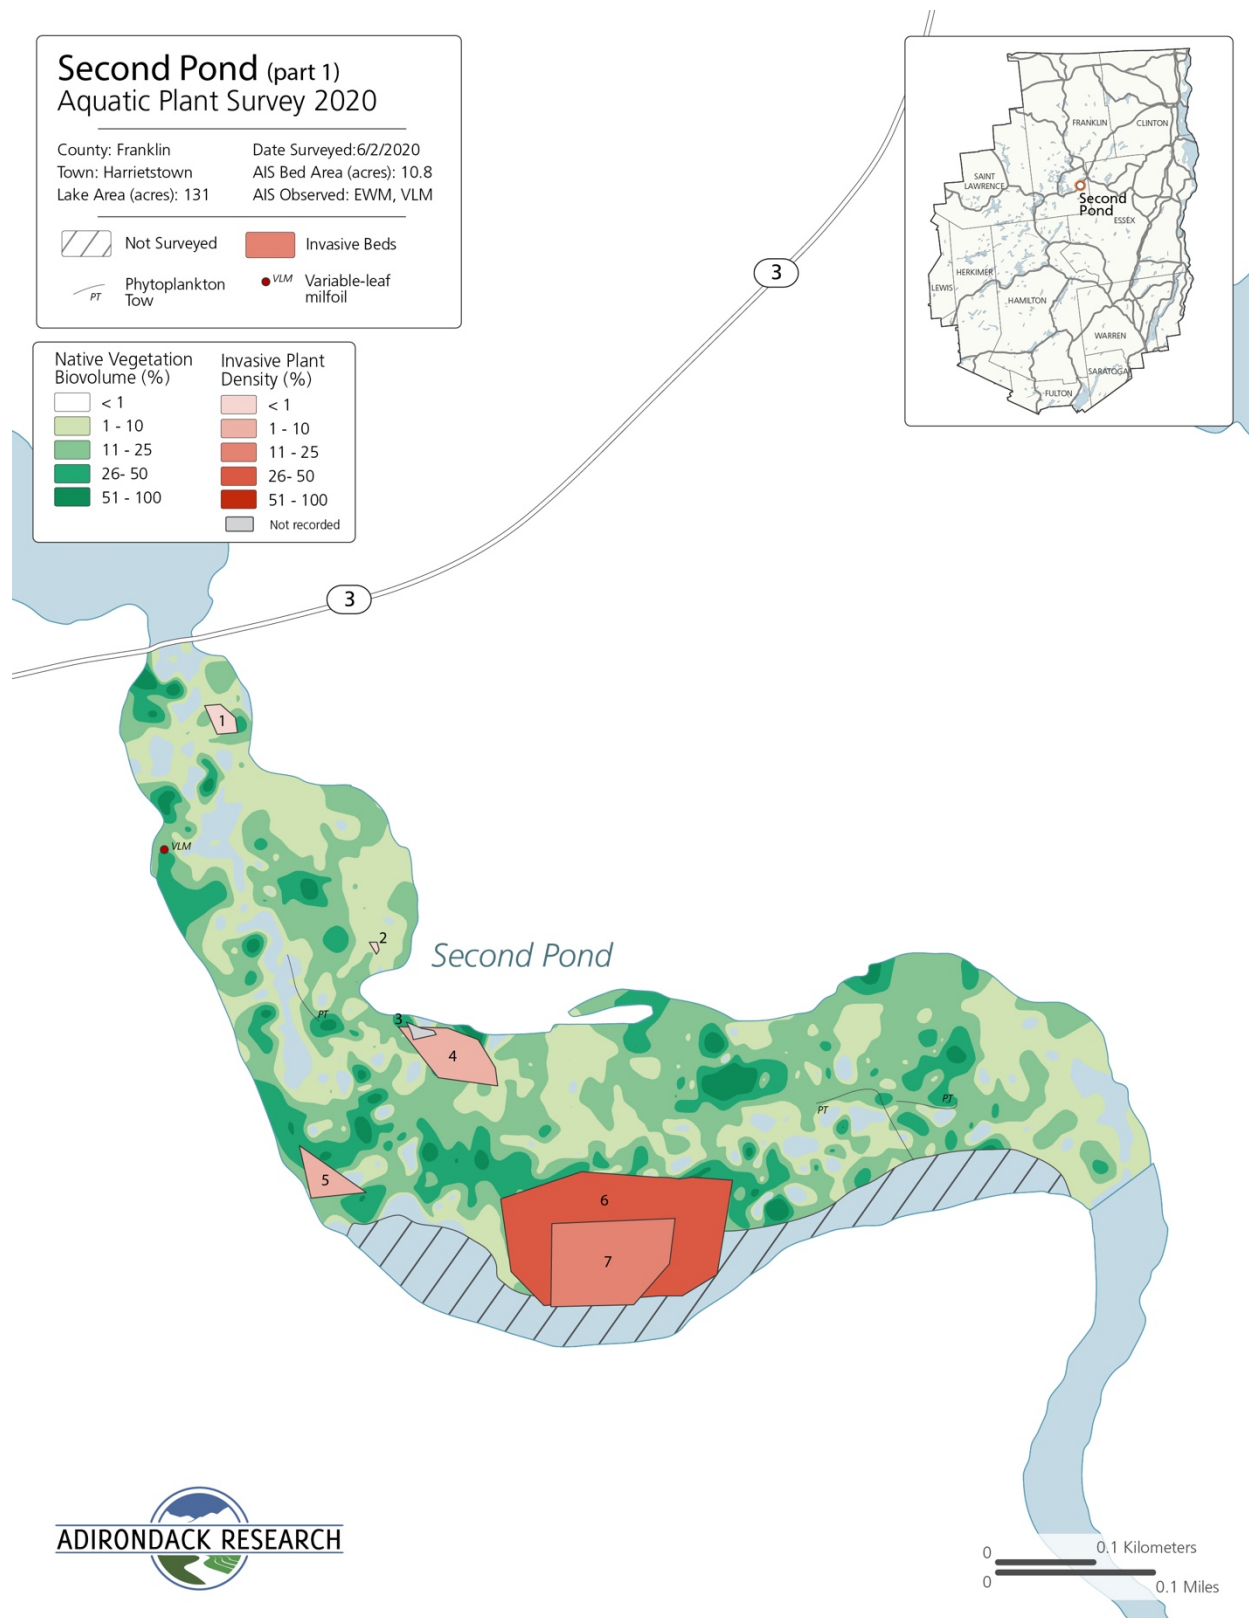 Second Pond (part 1)
Aquatic Plant Survey 2020
County: Franklin
Date Surveyed:6/2/2020
Town: Harrietstown
AIS Bed Area (acres): 10.8
Lake Area (acres): 131
AIS Observed: EWM, VLM
Not Surveyed
Invasive Beds
PT
Phytoplankton
Tow
VLM
Variable-leaf
milfoil
Native Vegetation
Biovolume (%)
< 1
1 - 10
11 - 25
26- 50
51 - 100
Invasive Plant
Density (%)
< 1
1 - 10
11 - 25
26- 50
51 - 100
Not recorded
FRANKLIN
CLINTON
SAINT
LAWRENCE
Second
Pond
ESSEX
HERKIMER
LEWIS
HAMILTON
WARREN
SARATOGA
FULTON
3
3
1
VLM
2
Second Pond
PT
3
4
PT
PT
5
6
7
ADIRONDACK RESEARCH
0
0.1 Kilometers
0
0.1 Miles